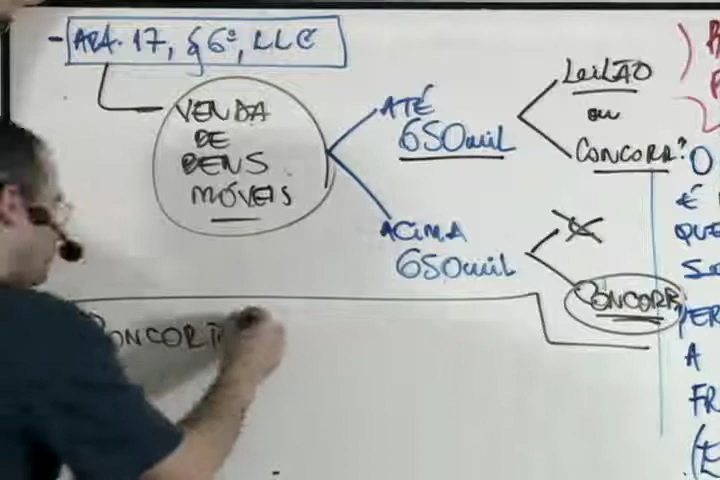 - ART. 17, § 6º, LLC
VENDA
DE
BENS
MÓVEIS
ATÉ
650mil
LEILÃO
ou
CONCORR?
ACIMA
650mil
CONCORR
CONCORR
O
É
QUE
A
FR